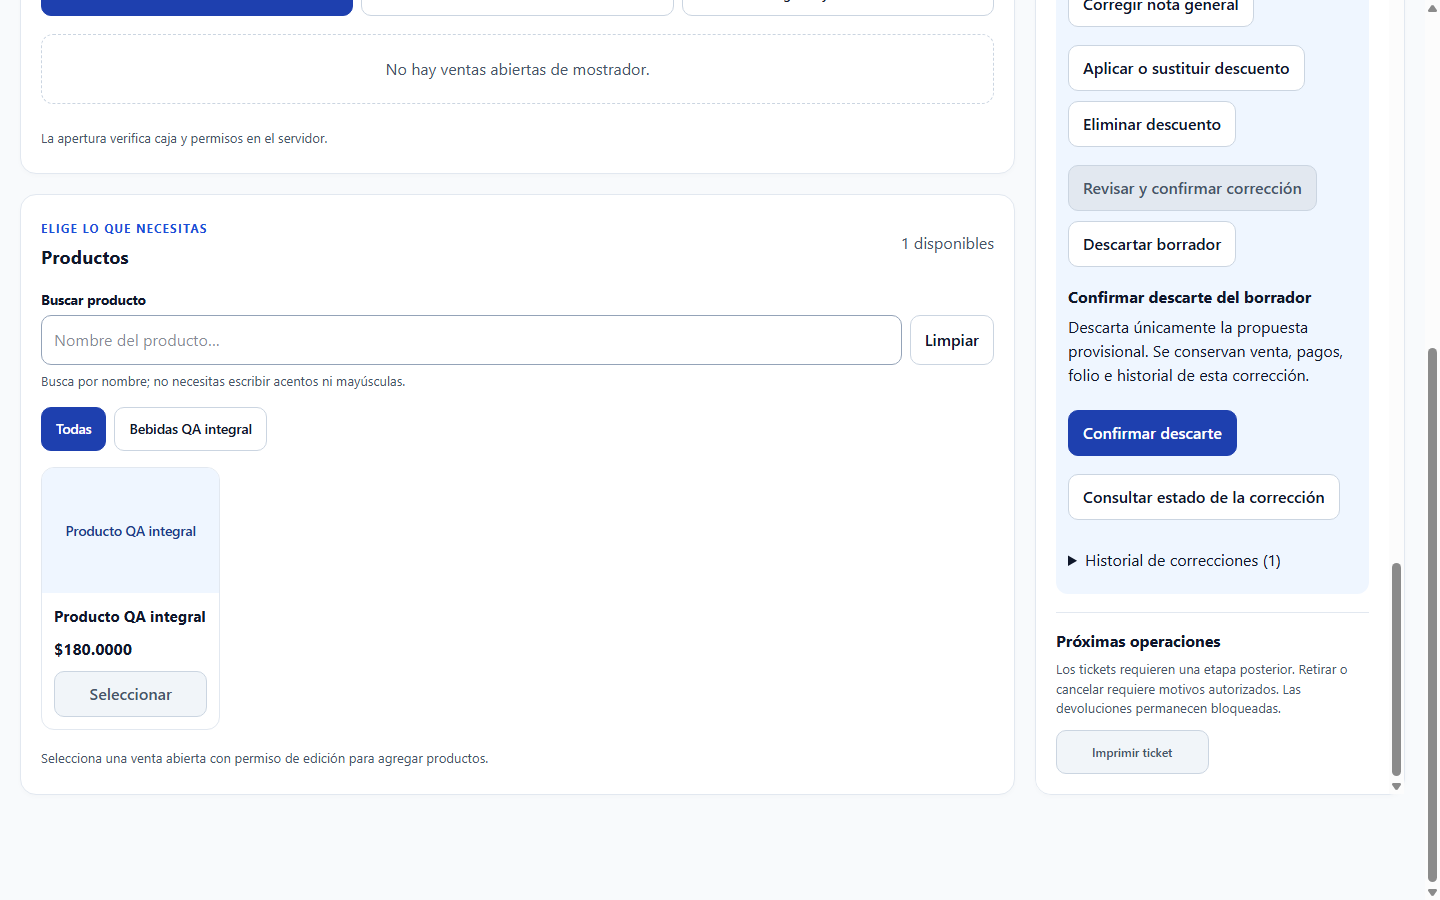 No hay ventas abiertas de mostrador.
La apertura verifica caja y permisos en el servidor.
ELIGE LO QUE NECESITAS
Productos
1 disponibles
Buscar producto
Nombre del producto...
Limpiar
Busca por nombre; no necesitas escribir acentos ni mayúsculas.
Todas
Bebidas QA integral
Producto QA integral
Producto QA integral
$180.0000
Seleccionar
Selecciona una venta abierta con permiso de edición para agregar productos.
Corregir nota general
Aplicar o sustituir descuento
Eliminar descuento
Revisar y confirmar corrección
Descartar borrador
Confirmar descarte del borrador
Descarta únicamente la propuesta
provisional. Se conservan venta, pagos,
folio e historial de esta corrección.
Confirmar descarte
Consultar estado de la corrección
Historial de correcciones (1)
Próximas operaciones
Los tickets requieren una etapa posterior. Retirar o
cancelar requiere motivos autorizados. Las
devoluciones permanecen bloqueadas.
Imprimir ticket